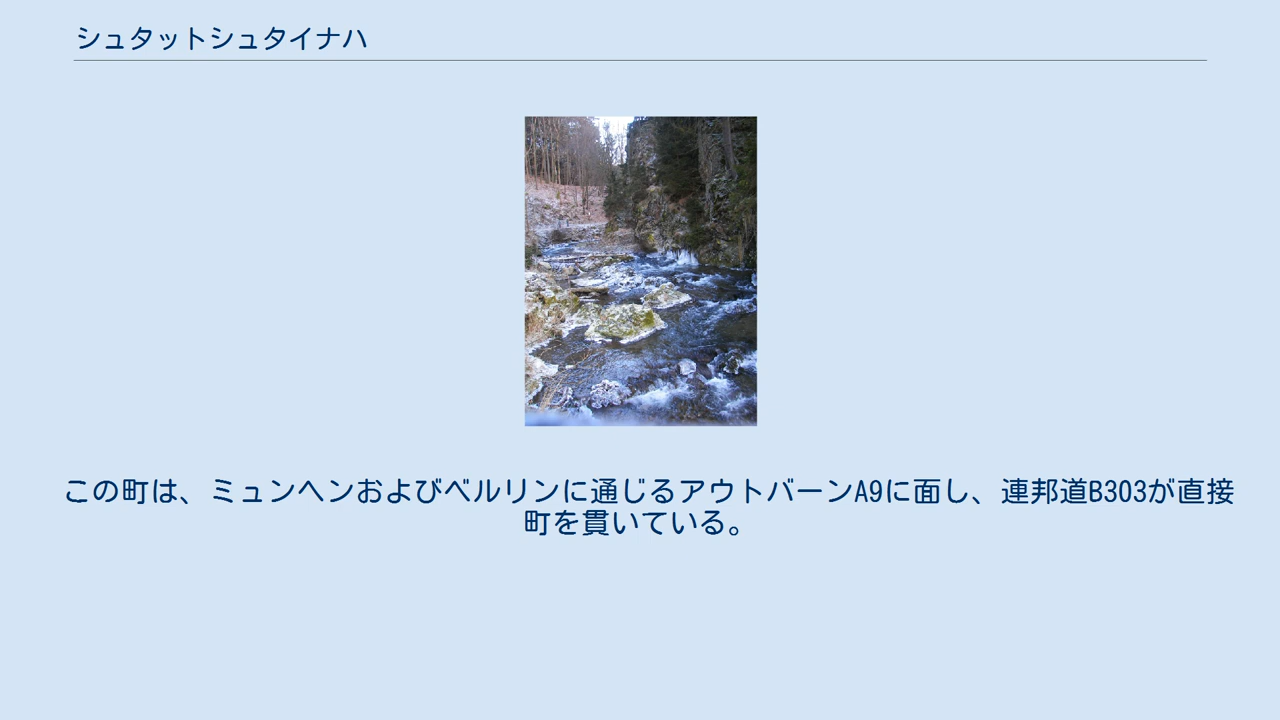 シュタットシュタイナハ
この町は、ミュンヘンおよびベルリンに通じるアウトバーンA9に面し、連邦道B303が直接
町を貫いている。